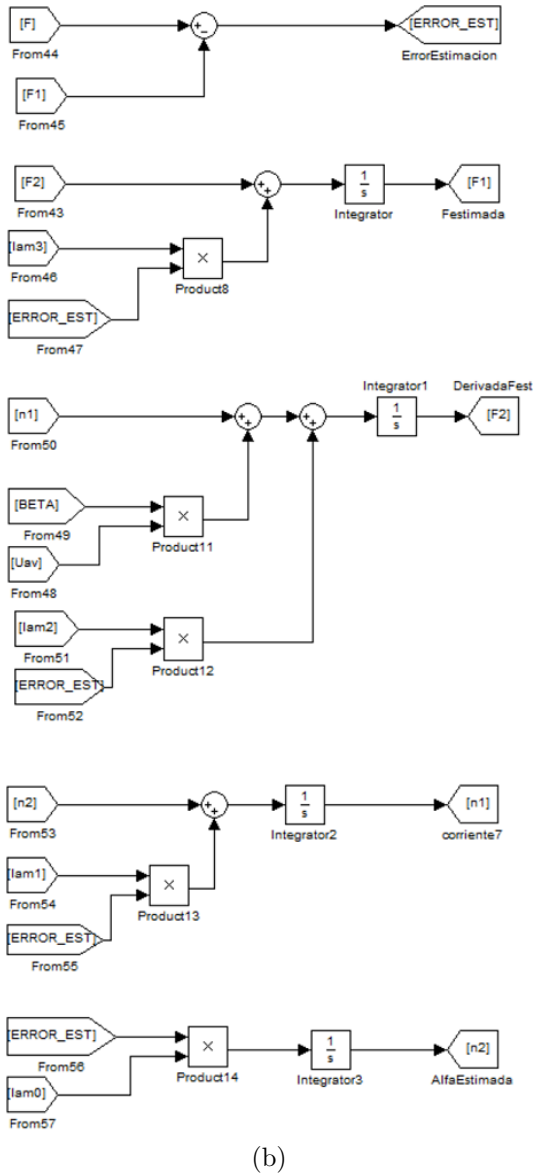 [F]
From44
+
−
[ERROR_EST]
ErrorEstimacion
[F1]
From45
[F2]
From43
+
+
1
s
Integrator
[F1]
Festimada
[lam3]
From46
×
Product8
[ERROR_EST]
From47
Integrator1
DerivadaFest
[n1]
From50
+
+
+
+
1
s
[F2]
[BETA]
From49
×
Product11
[Uav]
From48
[lam2]
From51
×
Product12
[ERROR_EST]
From52
[n2]
From53
+
+
1
s
Integrator2
[n1]
corriente7
[lam1]
From54
×
Product13
[ERROR_EST]
From55
[ERROR_EST]
From56
×
Product14
1
s
Integrator3
[n2]
AlfaEstimada
[lam0]
From57
(b)